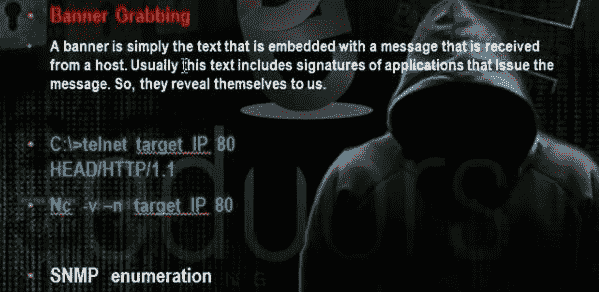 Banner Grabbing
A banner is simply the text that is embedded with a message that is received
from a host. Usually this text includes signatures of applications that issue the
message. So, they reveal themselves to us.
C:\>telnet target IP 80
HEAD/HTTP/1.1
Nc -v –n target IP 80
SNMP enumeration